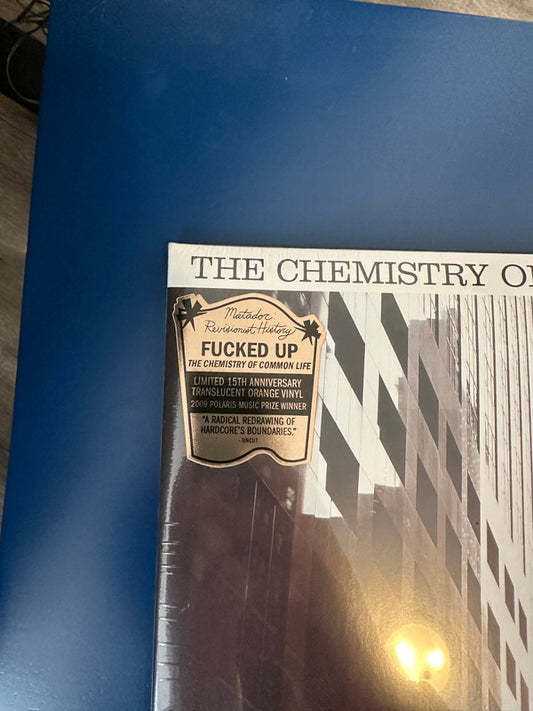 THE CHEMISTRY OF
Matador:
Revisionist History
FUCKED UP
THE CHEMISTRY OF COMMON LIFE
LIMITED 15TH ANNIVERSARY
TRANSLUCENT ORANGE VINYL
2009 POLARIS MUSIC PRIZE WINNER
"A RADICAL REDRAWING OF
HARDCORE'S BOUNDARIES."
- UNCUT